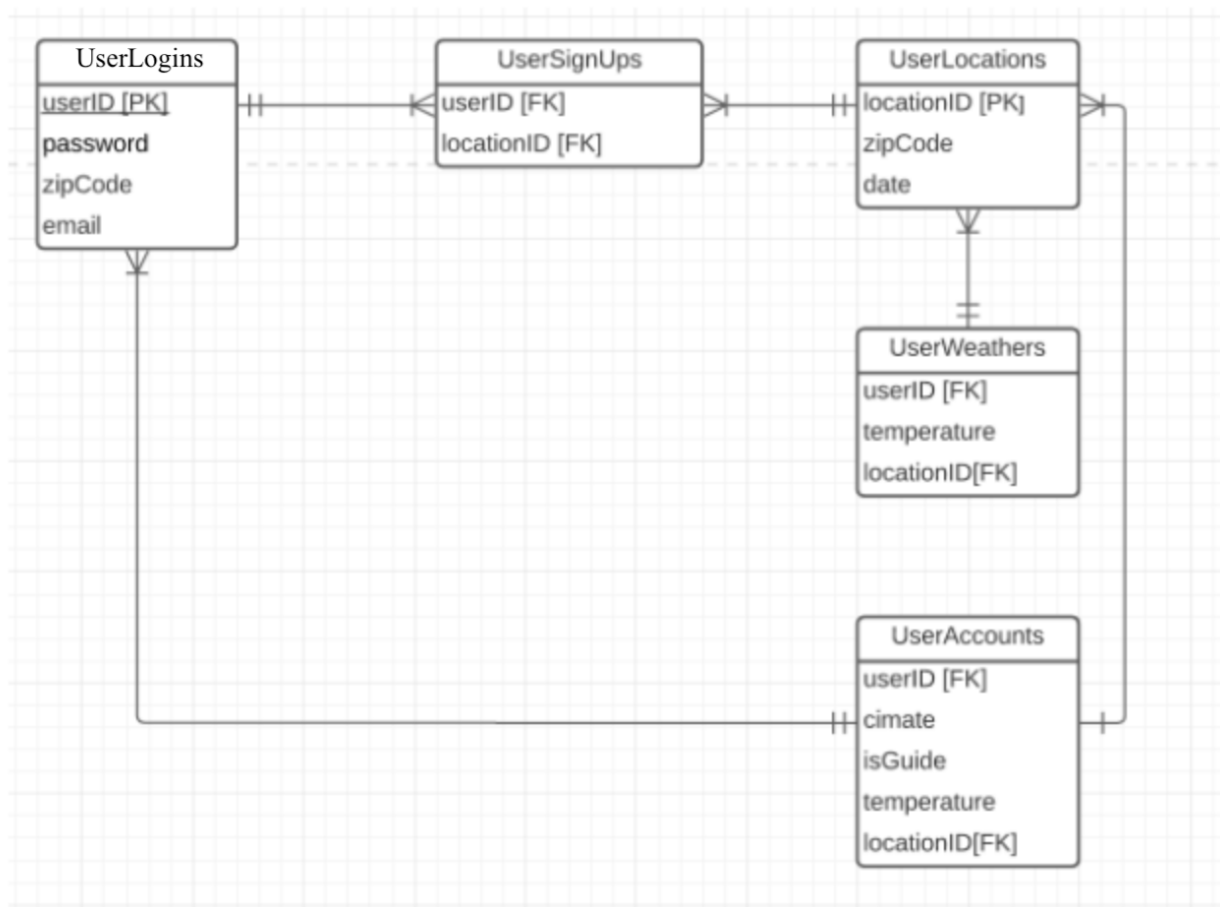 UserLogins
userID [PK]
password
zipCode
email
UserSignUps
userID [FK]
locationID [FK]
UserLocations
locationID [PK]
zipCode
date
UserWeathers
userID [FK]
temperature
locationID[FK]
UserAccounts
userID [FK]
cimate
isGuide
temperature
locationID[FK]